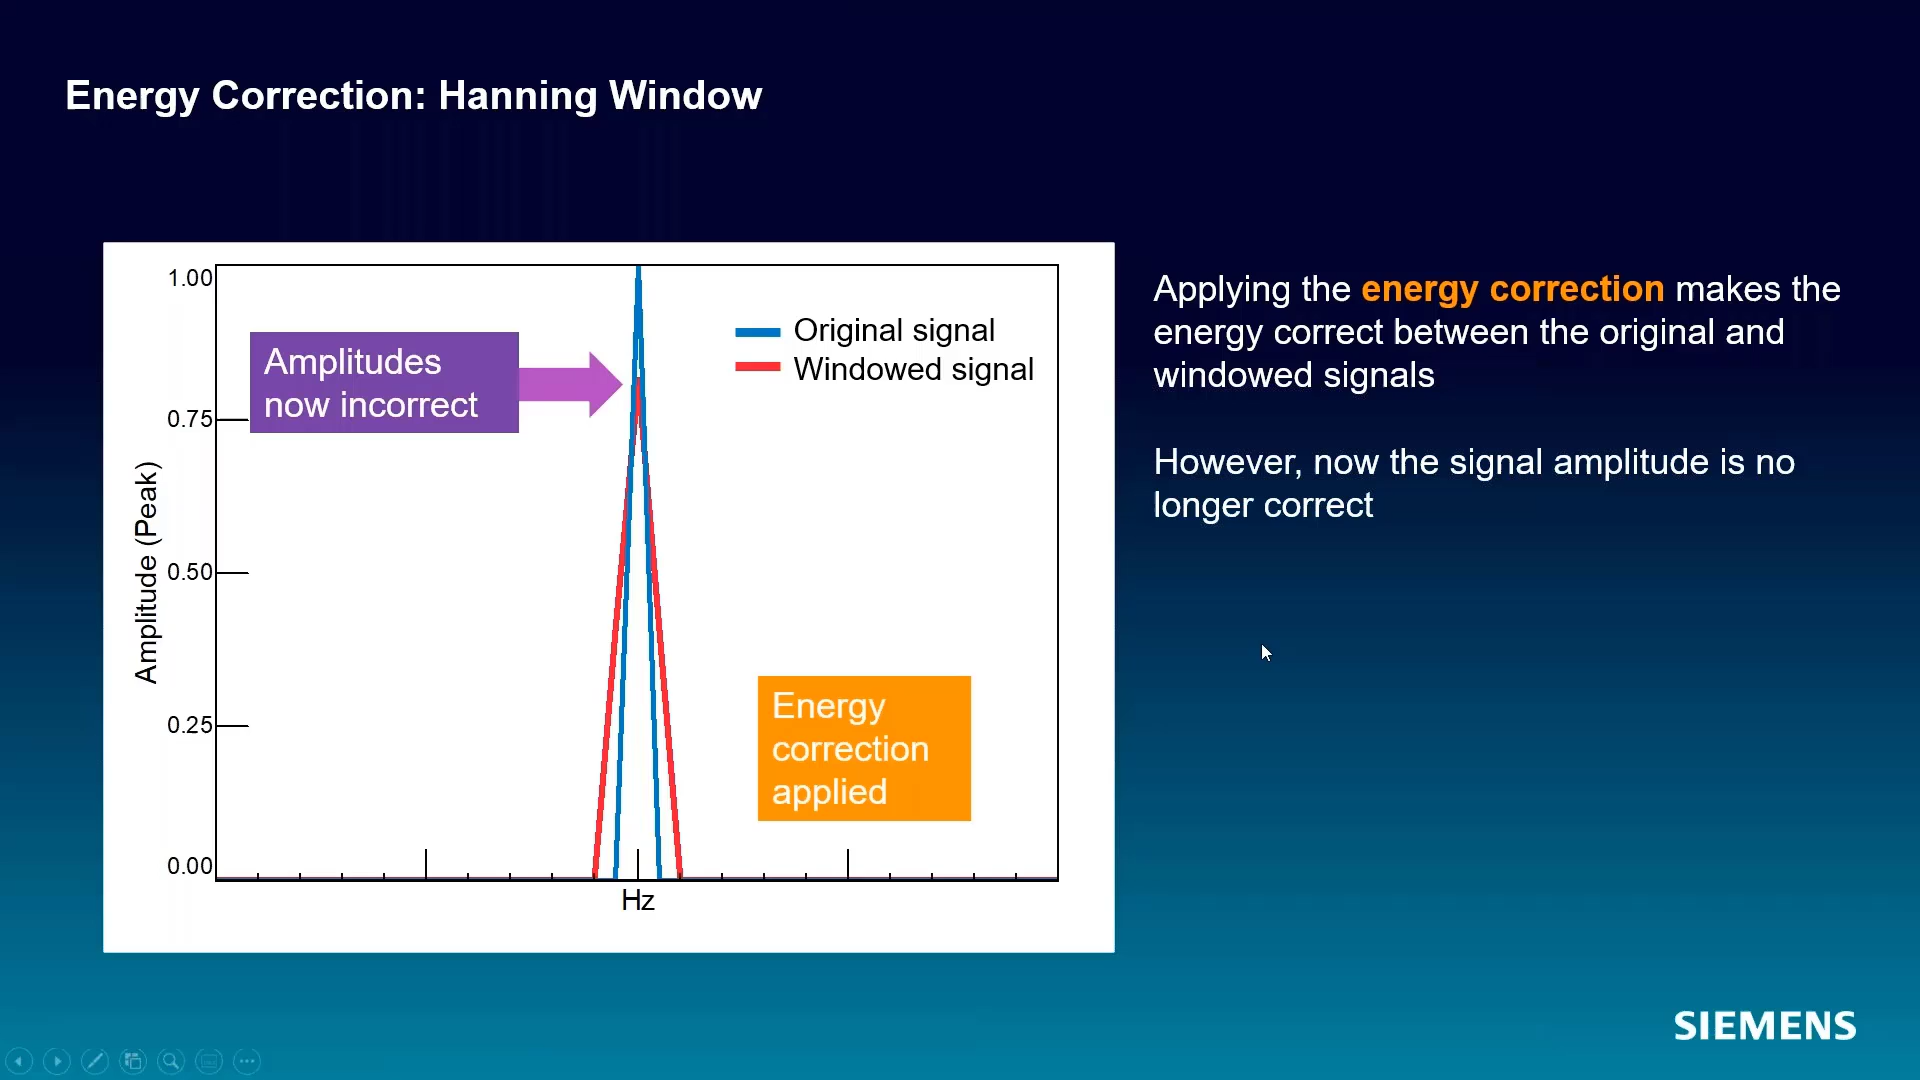 Energy Correction: Hanning Window
1.00
0.75
0.50
0.25
0.00
Amplitude (Peak)
Hz
Amplitudes
now incorrect
Original signal
Windowed signal
Energy
correction
applied
Applying the energy correction makes the
energy correct between the original and
windowed signals
However, now the signal amplitude is no
longer correct
SIEMENS